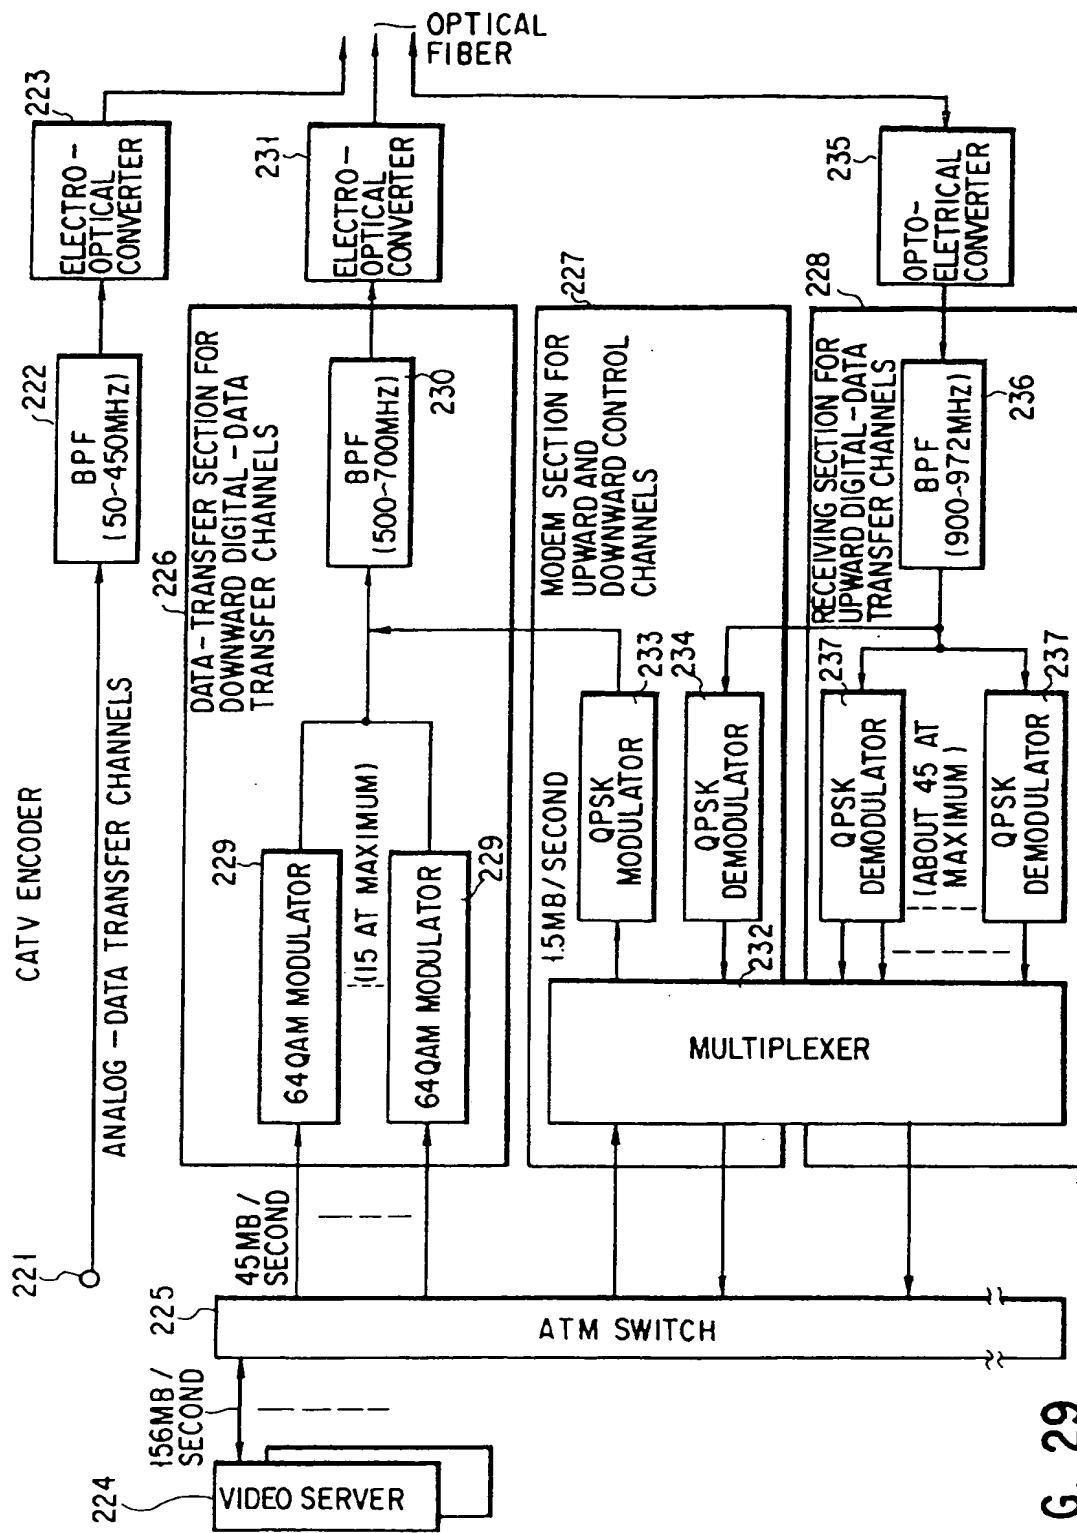 CATV ENCODER
221
ANALOG-DATA TRANSFER CHANNELS
222
BPF
(50~450MHZ)
223
ELECTRO-
OPTICAL
CONVERTER
OPTICAL
FIBER
226
DATA-TRANSFER SECTION FOR
DOWNWARD DIGITAL-DATA
TRANSFER CHANNELS
229
64QAM MODULATOR
(15 AT MAXIMUM)
64QAM MODULATOR
229
BPF
(500~700MHZ)
230
231
ELECTRO-
OPTICAL
CONVERTER
224
VIDEO SERVER
156MB/
SECOND
225
ATM SWITCH
45MB/
SECOND
227
MODEM SECTION FOR
UPWARD AND
DOWNWARD CONTROL
CHANNELS
1.5MB/SECOND
QPSK
MODULATOR
233
QPSK
DEMODULATOR
234
232
MULTIPLEXER
228
RECEIVING SECTION FOR
UPWARD DIGITAL-DATA
TRANSFER CHANNELS
237
QPSK
DEMODULATOR
(ABOUT 45 AT
MAXIMUM)
QPSK
DEMODULATOR
237
BPF
(900~972MHZ)
236
235
OPTO-
ELETRICAL
CONVERTER
G. 29